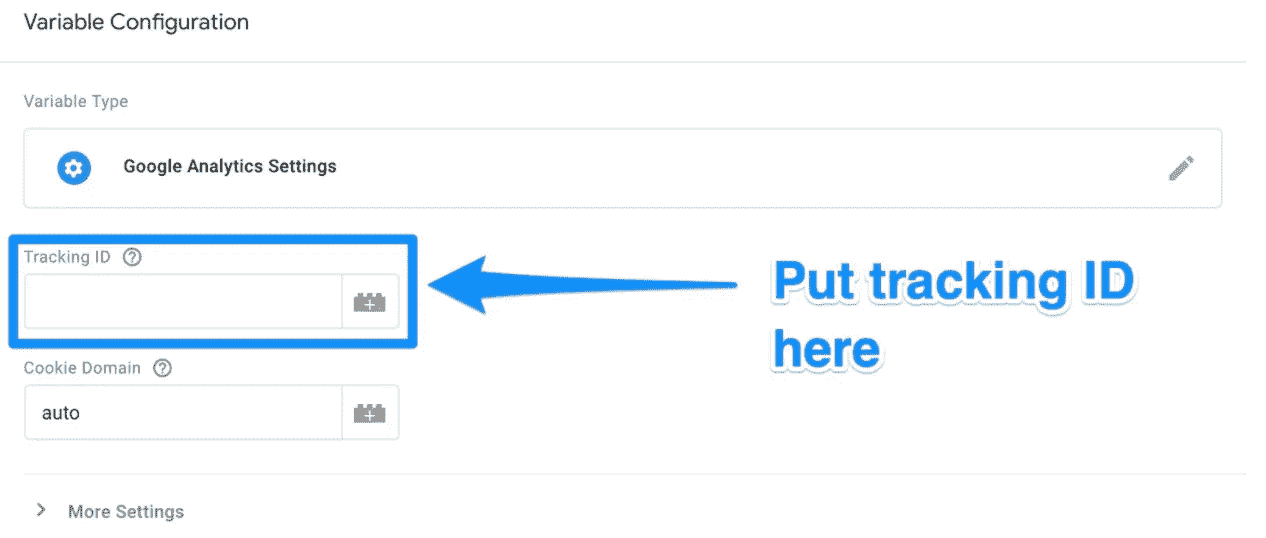 Variable Configuration
Variable Type
Google Analytics Settings
Tracking ID
Put tracking ID
here
Cookie Domain
auto
More Settings